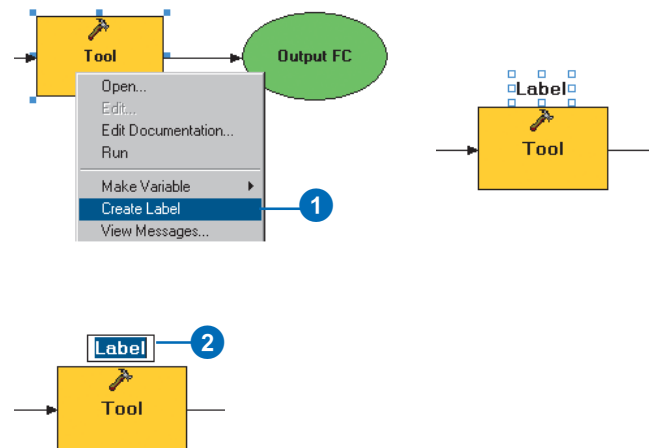 Tool
Output FC
Open...
Edit...
Edit Documentation...
Run
Make Variable
Create Label
1
View Messages...
Label
Tool
Label
2
Tool